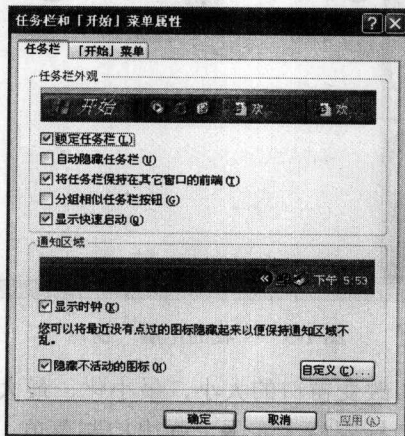 任务栏和「开始」菜单属性
任务栏 「开始」菜单
任务栏外观
开始 欢 欢
锁定任务栏(L)
自动隐藏任务栏(U)
将任务栏保持在其它窗口的前端(T)
分组相似任务栏按钮(G)
显示快速启动(Q)
通知区域
« 下午 5:53
显示时钟(K)
您可以将最近没有点过的图标隐藏起来以便保持通知区域不
乱。
隐藏不活动的图标(H) 自定义(C)...
确定 取消 应用(A)